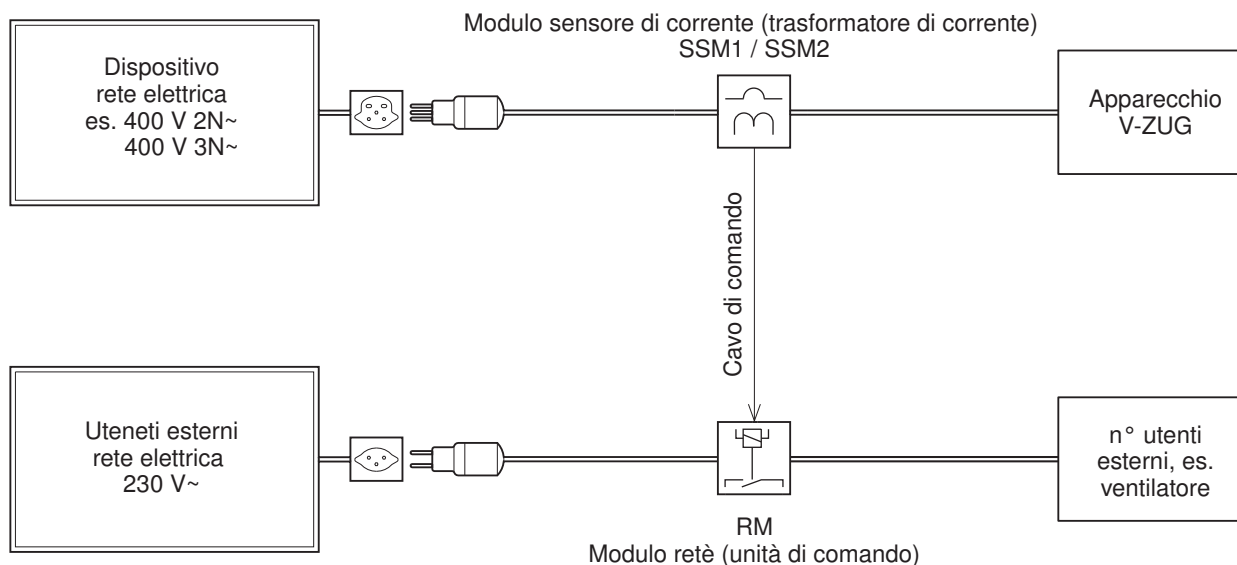 Modulo sensore di corrente (trasformatore di corrente)
SSM1 / SSM2
Dispositivo
rete elettrica
es. 400 V 2N~
400 V 3N~
Apparecchio
V-ZUG
Cavo di comando
Uteneti esterni
rete elettrica
230 V~
n° utenti
esterni, es.
ventilatore
RM
Modulo retè (unità di comando)